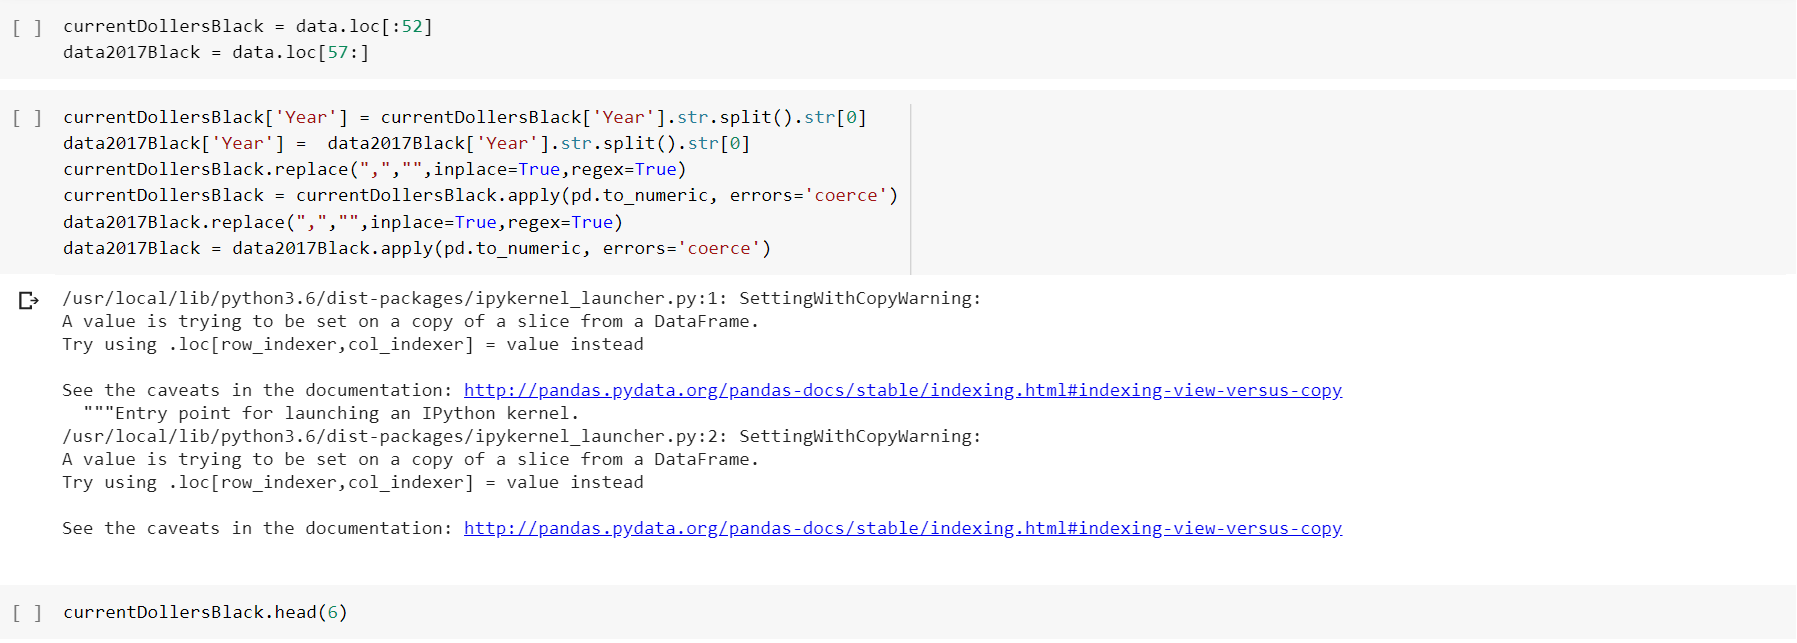 [ ] currentDollersBlack = data.loc[:52]
data2017Black = data.loc[57:]
[ ] currentDollersBlack['Year'] = currentDollersBlack['Year'].str.split().str[0]
data2017Black['Year'] =  data2017Black['Year'].str.split().str[0]
currentDollersBlack.replace(",","",inplace=True,regex=True)
currentDollersBlack = currentDollersBlack.apply(pd.to_numeric, errors='coerce')
data2017Black.replace(",","",inplace=True,regex=True)
data2017Black = data2017Black.apply(pd.to_numeric, errors='coerce')
/usr/local/lib/python3.6/dist-packages/ipykernel_launcher.py:1: SettingWithCopyWarning:
A value is trying to be set on a copy of a slice from a DataFrame.
Try using .loc[row_indexer,col_indexer] = value instead
See the caveats in the documentation: http://pandas.pydata.org/pandas-docs/stable/indexing.html#indexing-view-versus-copy
"""Entry point for launching an IPython kernel.
/usr/local/lib/python3.6/dist-packages/ipykernel_launcher.py:2: SettingWithCopyWarning:
A value is trying to be set on a copy of a slice from a DataFrame.
Try using .loc[row_indexer,col_indexer] = value instead
See the caveats in the documentation: http://pandas.pydata.org/pandas-docs/stable/indexing.html#indexing-view-versus-copy
[ ] currentDollersBlack.head(6)